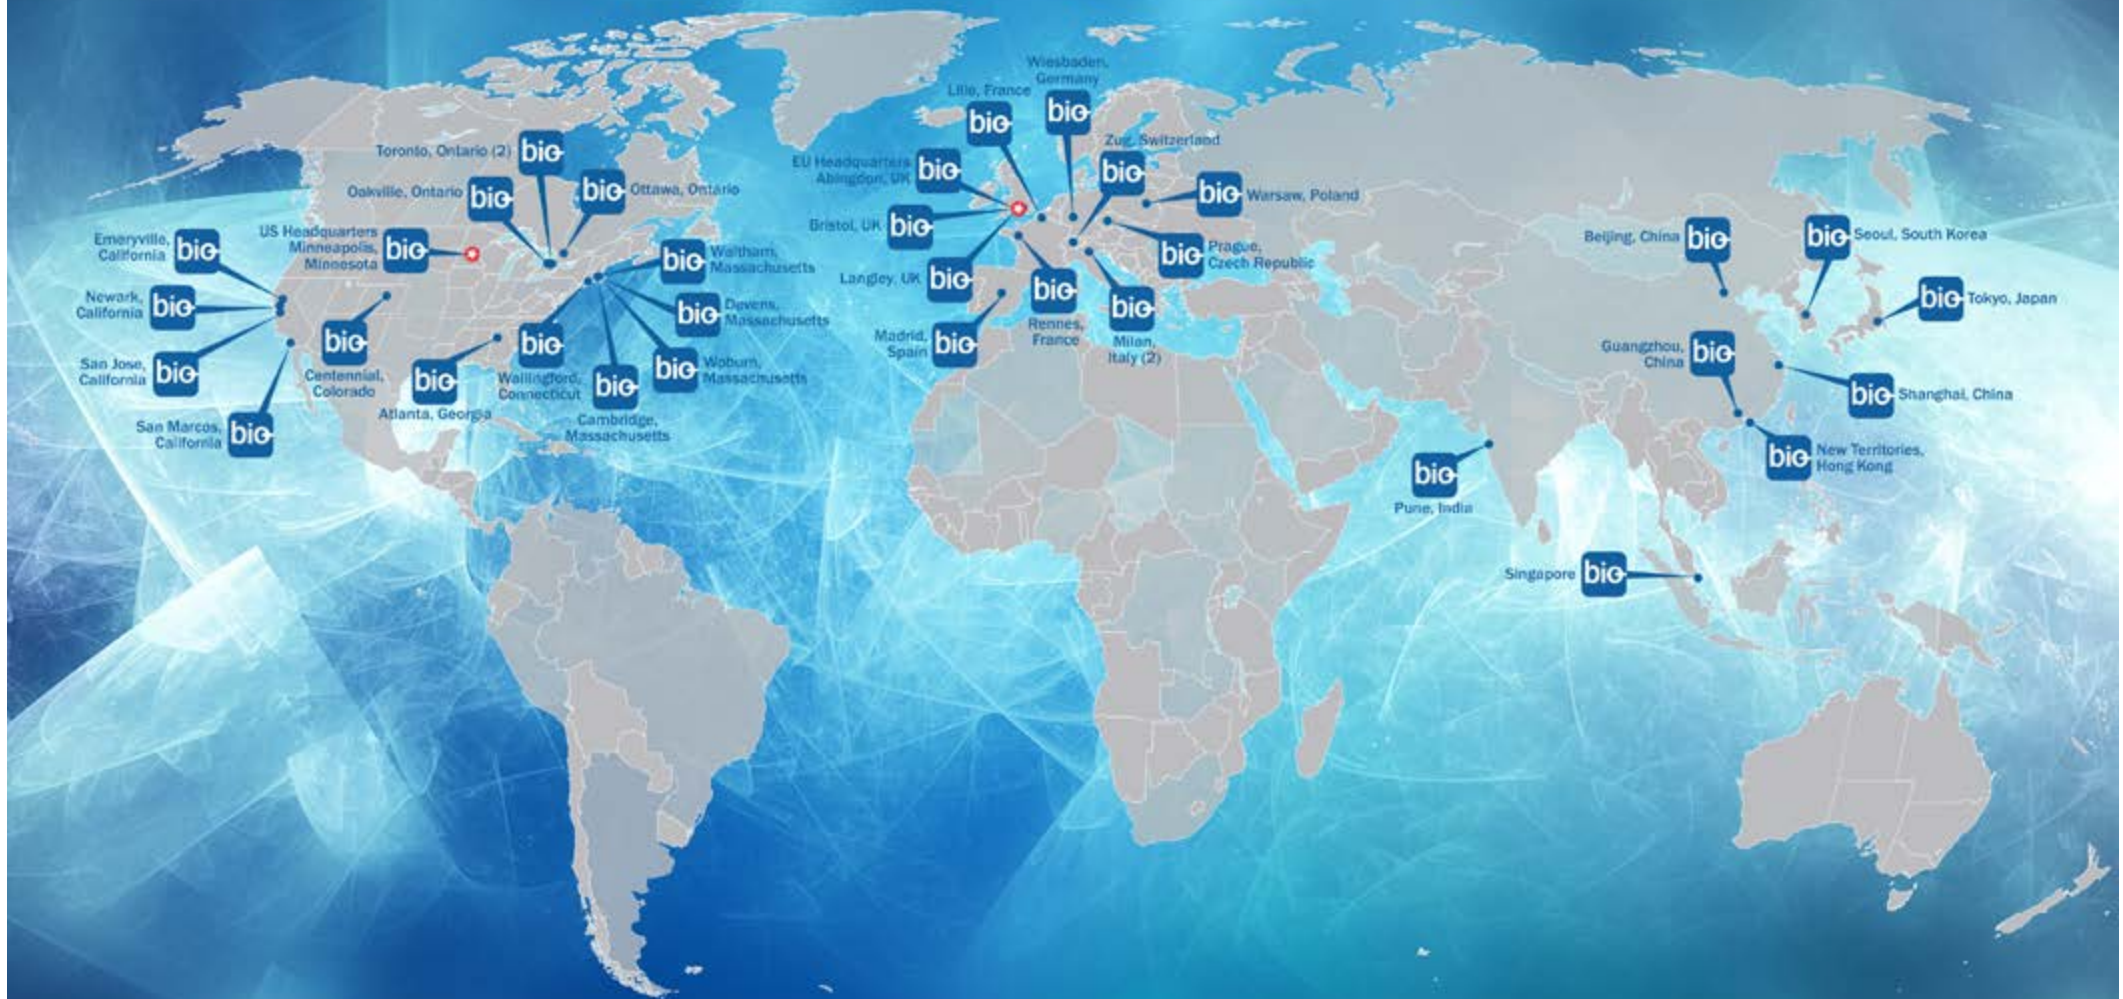 Wiesbaden,
Germany
bio
Lille, France
bio
Zug, Switzerland
bio
EU Headquarters
Abingdon, UK
bio
Warsaw, Poland
bio
Bristol, UK
bio
Prague,
Czech Republic
bio
Langley, UK
bio
Rennes,
France
bio
Milan,
Italy (2)
bio
Madrid,
Spain
bio
Toronto, Ontario (2)
bio
Oakville, Ontario
bio
Ottawa, Ontario
bio
US Headquarters
Minneapolis,
Minnesota
bio
Emeryville,
California
bio
Newark,
California
bio
San Jose,
California
bio
San Marcos,
California
bio
Centennial,
Colorado
bio
Atlanta, Georgia
bio
Wallingford,
Connecticut
bio
Cambridge,
Massachusetts
bio
Waltham,
Massachusetts
bio
Devens,
Massachusetts
bio
Woburn,
Massachusetts
bio
Beijing, China
bio
Seoul, South Korea
bio
Tokyo, Japan
bio
Guangzhou,
China
bio
Shanghai, China
bio
New Territories,
Hong Kong
bio
Pune, India
bio
Singapore
bio